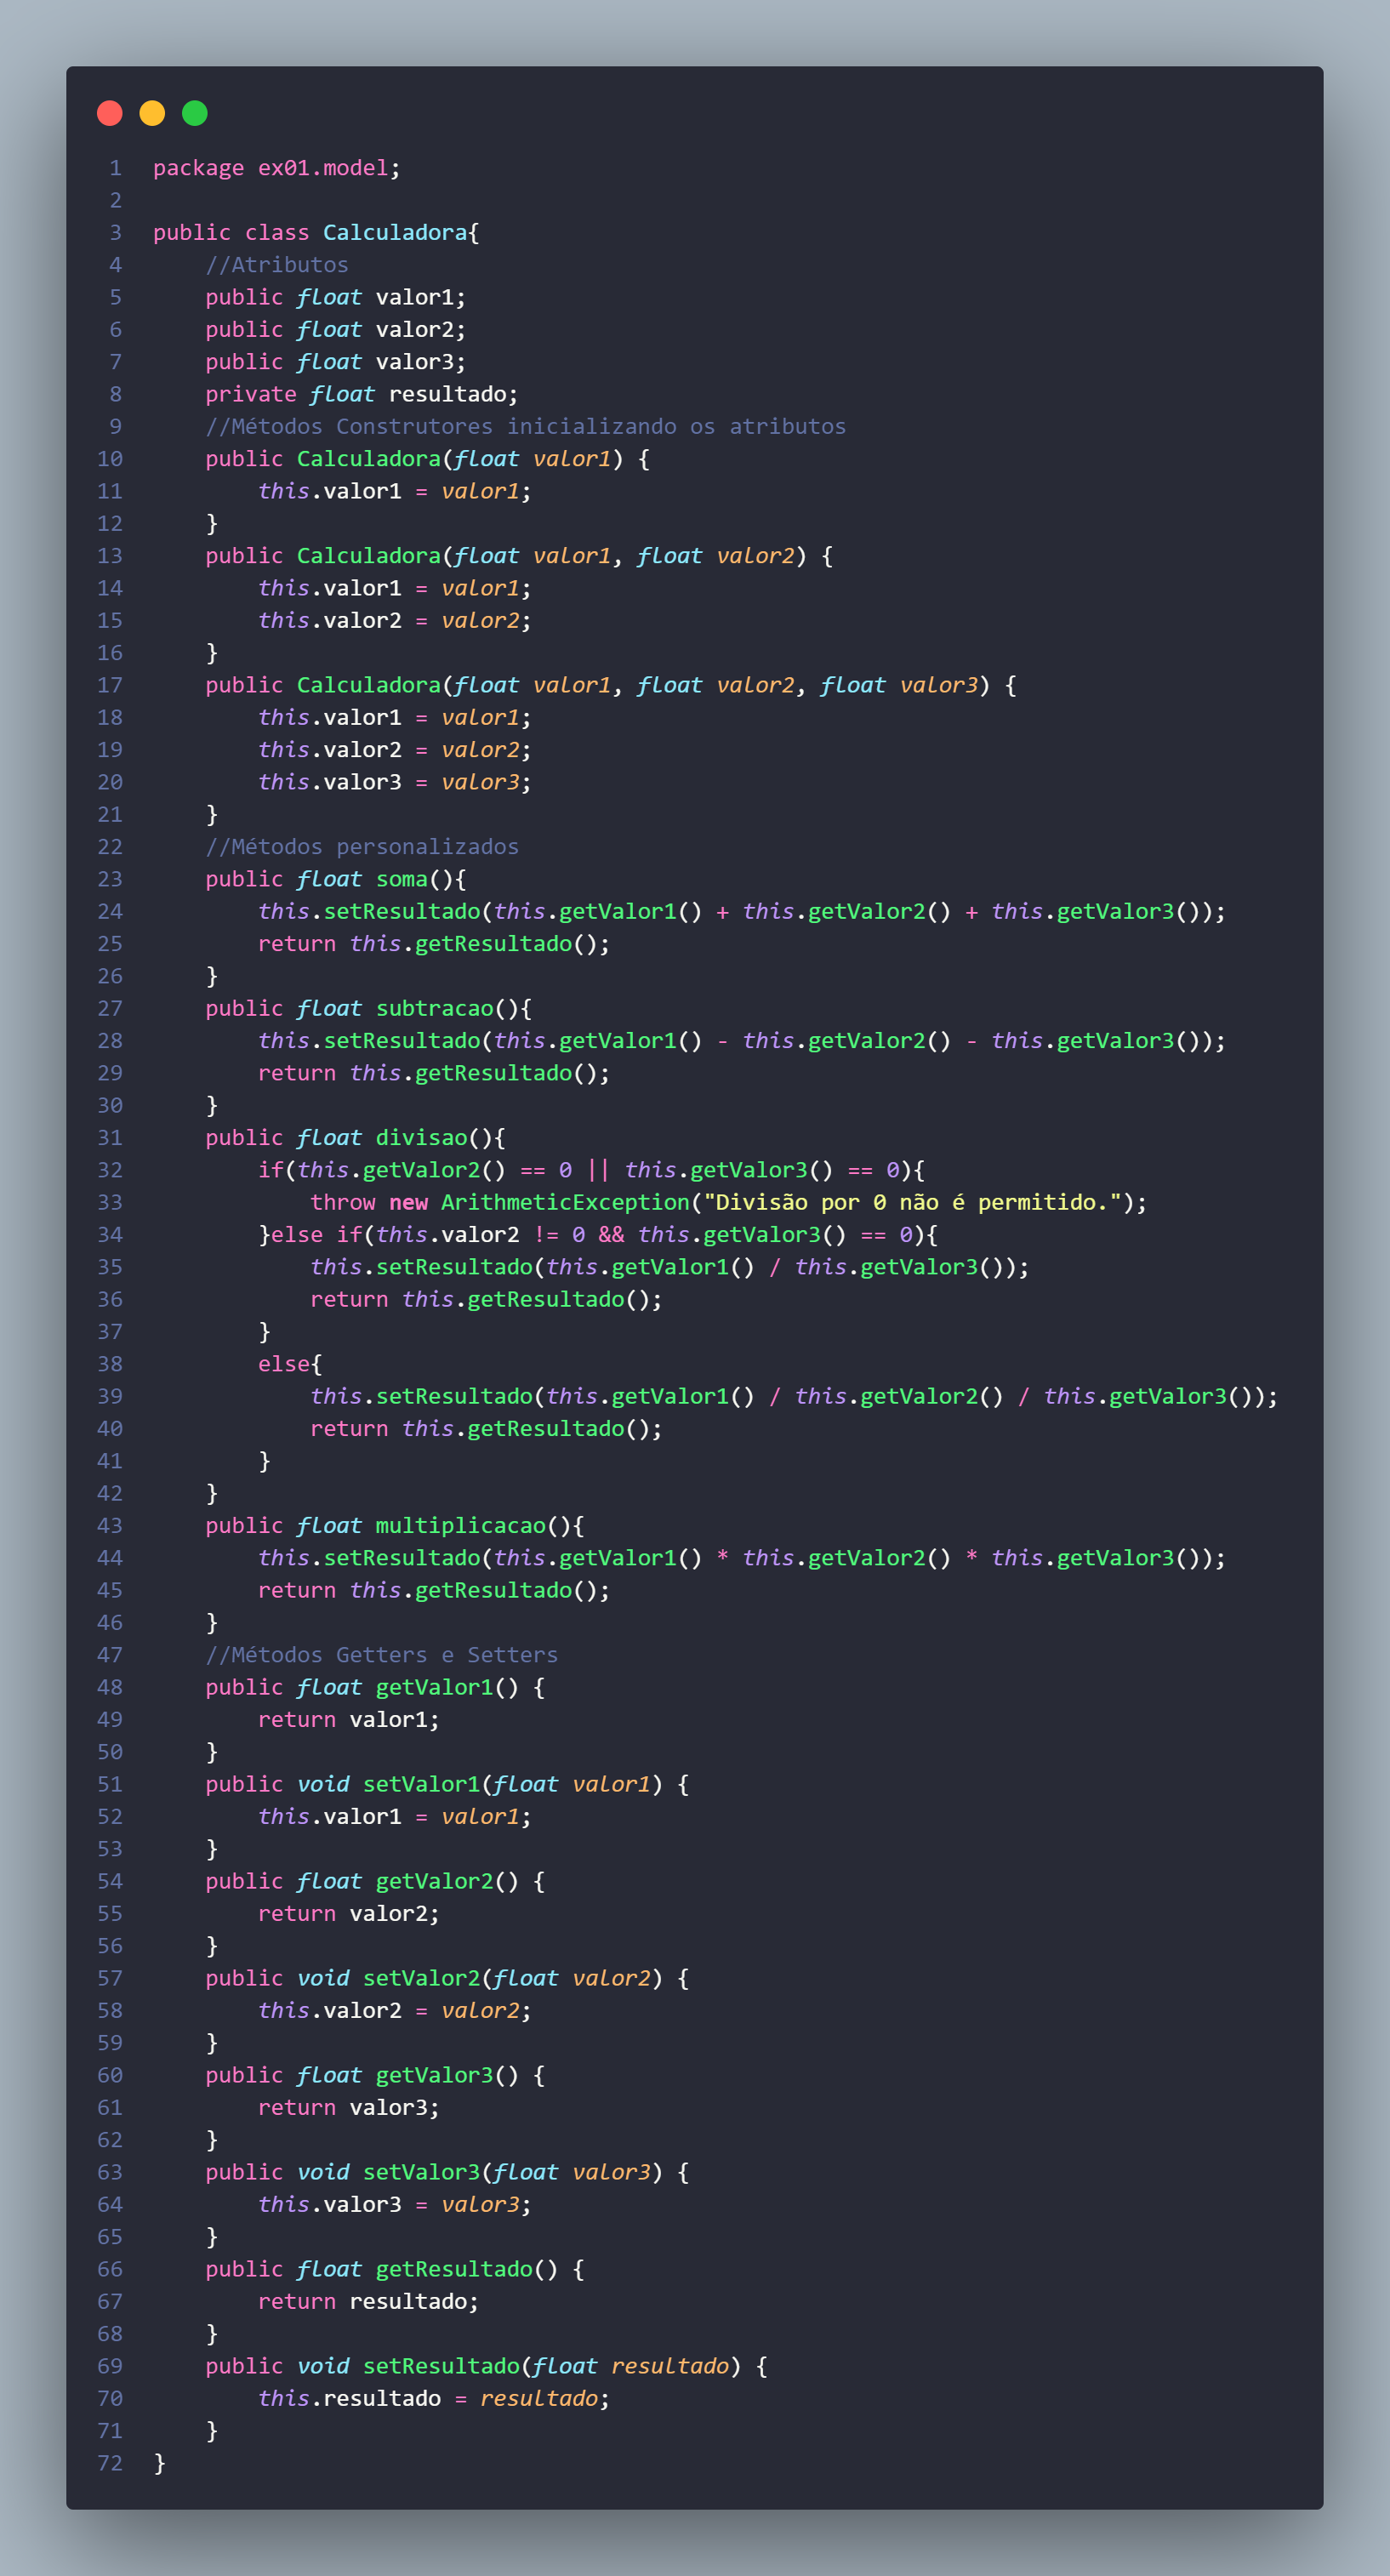 1 package ex01.model;
2
3 public class Calculadora{
4     //Atributos
5     public float valor1;
6     public float valor2;
7     public float valor3;
8     private float resultado;
9     //Métodos Construtores inicializando os atributos
10     public Calculadora(float valor1) {
11         this.valor1 = valor1;
12     }
13     public Calculadora(float valor1, float valor2) {
14         this.valor1 = valor1;
15         this.valor2 = valor2;
16     }
17     public Calculadora(float valor1, float valor2, float valor3) {
18         this.valor1 = valor1;
19         this.valor2 = valor2;
20         this.valor3 = valor3;
21     }
22     //Métodos personalizados
23     public float soma(){
24         this.setResultado(this.getValor1() + this.getValor2() + this.getValor3());
25         return this.getResultado();
26     }
27     public float subtracao(){
28         this.setResultado(this.getValor1() - this.getValor2() - this.getValor3());
29         return this.getResultado();
30     }
31     public float divisao(){
32         if(this.getValor2() == 0 || this.getValor3() == 0){
33             throw new ArithmeticException("Divisão por 0 não é permitido.");
34         }else if(this.valor2 != 0 && this.getValor3() == 0){
35             this.setResultado(this.getValor1() / this.getValor3());
36             return this.getResultado();
37         }
38         else{
39             this.setResultado(this.getValor1() / this.getValor2() / this.getValor3());
40             return this.getResultado();
41         }
42     }
43     public float multiplicacao(){
44         this.setResultado(this.getValor1() * this.getValor2() * this.getValor3());
45         return this.getResultado();
46     }
47     //Métodos Getters e Setters
48     public float getValor1() {
49         return valor1;
50     }
51     public void setValor1(float valor1) {
52         this.valor1 = valor1;
53     }
54     public float getValor2() {
55         return valor2;
56     }
57     public void setValor2(float valor2) {
58         this.valor2 = valor2;
59     }
60     public float getValor3() {
61         return valor3;
62     }
63     public void setValor3(float valor3) {
64         this.valor3 = valor3;
65     }
66     public float getResultado() {
67         return resultado;
68     }
69     public void setResultado(float resultado) {
70         this.resultado = resultado;
71     }
72 }